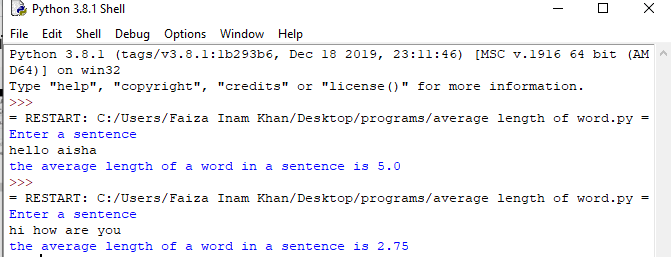 Python 3.8.1 Shell
File Edit Shell Debug Options Window Help
Python 3.8.1 (tags/v3.8.1:1b293b6, Dec 18 2019, 23:11:46) [MSC v.1916 64 bit (AM
D64)] on win32
Type "help", "copyright", "credits" or "license()" for more information.
>>>
= RESTART: C:/Users/Faiza Inam Khan/Desktop/programs/average length of word.py =
Enter a sentence
hello aisha
the average length of a word in a sentence is 5.0
>>>
= RESTART: C:/Users/Faiza Inam Khan/Desktop/programs/average length of word.py =
Enter a sentence
hi how are you
the average length of a word in a sentence is 2.75